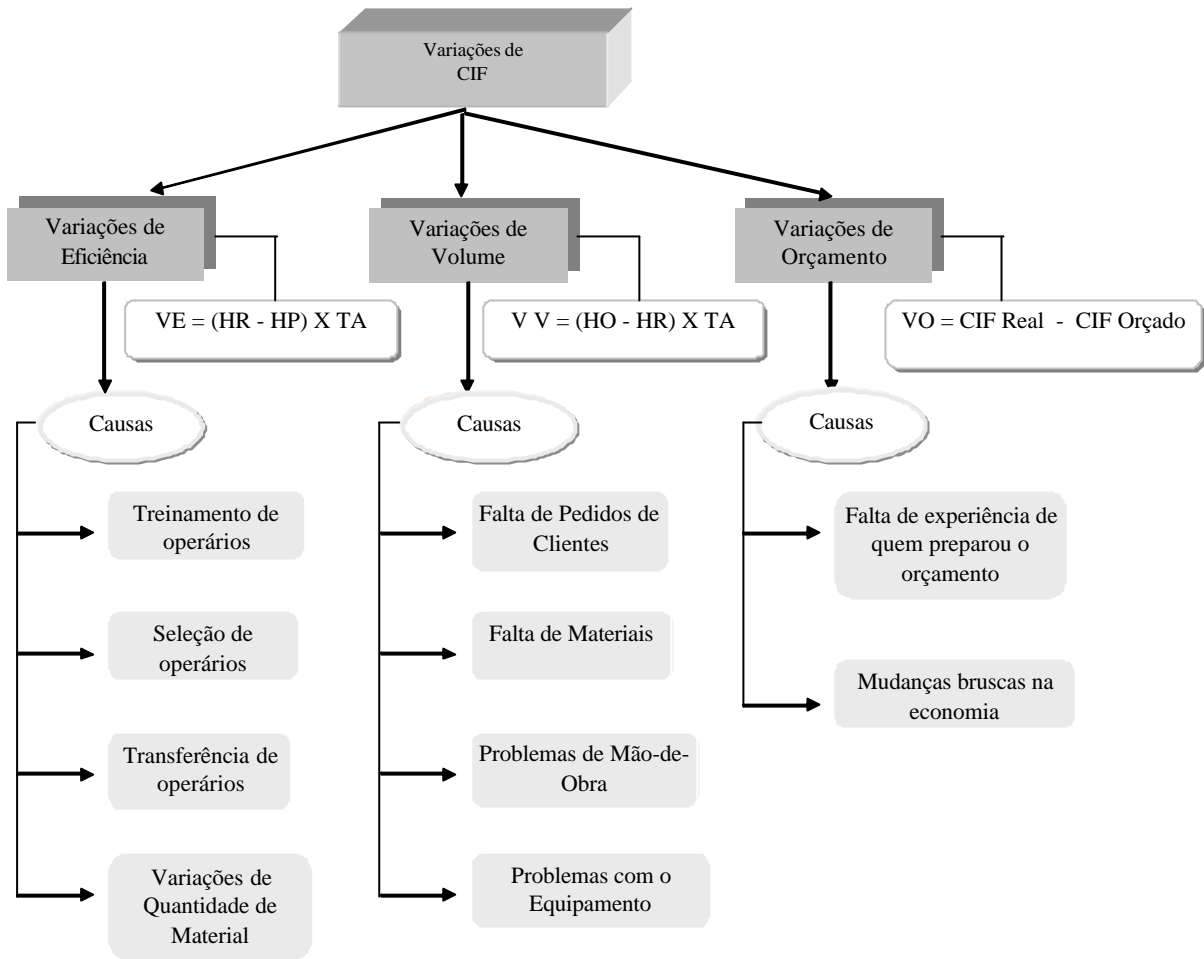 Variações de
CIF
Variações de
Eficiência
Variações de
Volume
Variações de
Orçamento
VE = (HR - HP) X TA
V V = (HO - HR) X TA
VO = CIF Real - CIF Orçado
Causas
Causas
Causas
Treinamento de
operários
Seleção de
operários
Transferência de
operários
Variações de
Quantidade de
Material
Falta de Pedidos de
Clientes
Falta de Materiais
Problemas de Mão-de-
Obra
Problemas com o
Equipamento
Falta de experiência de
quem preparou o
orçamento
Mudanças bruscas na
economia